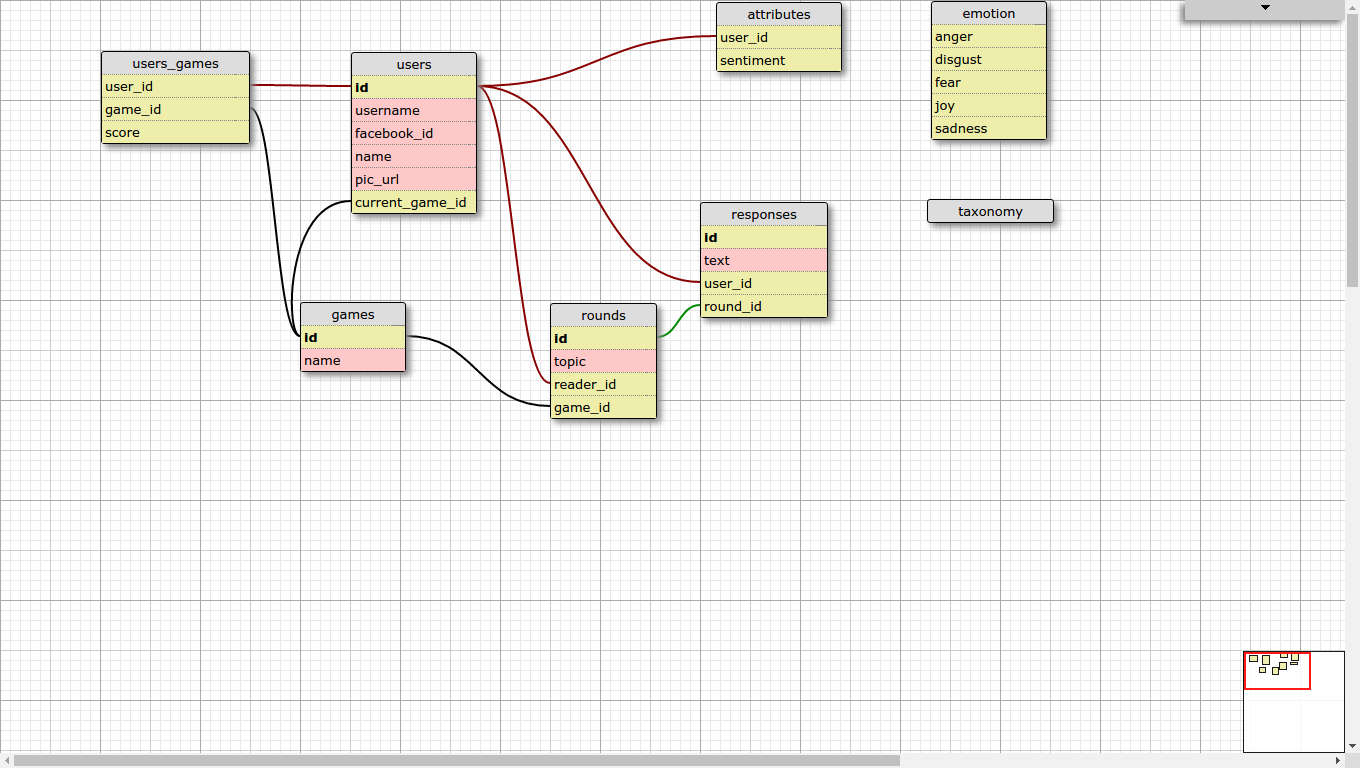 users_games
user_id
game_id
score
users
id
username
facebook_id
name
pic_url
current_game_id
attributes
user_id
sentiment
emotion
anger
disgust
fear
joy
sadness
taxonomy
responses
id
text
user_id
round_id
games
id
name
rounds
id
topic
reader_id
game_id